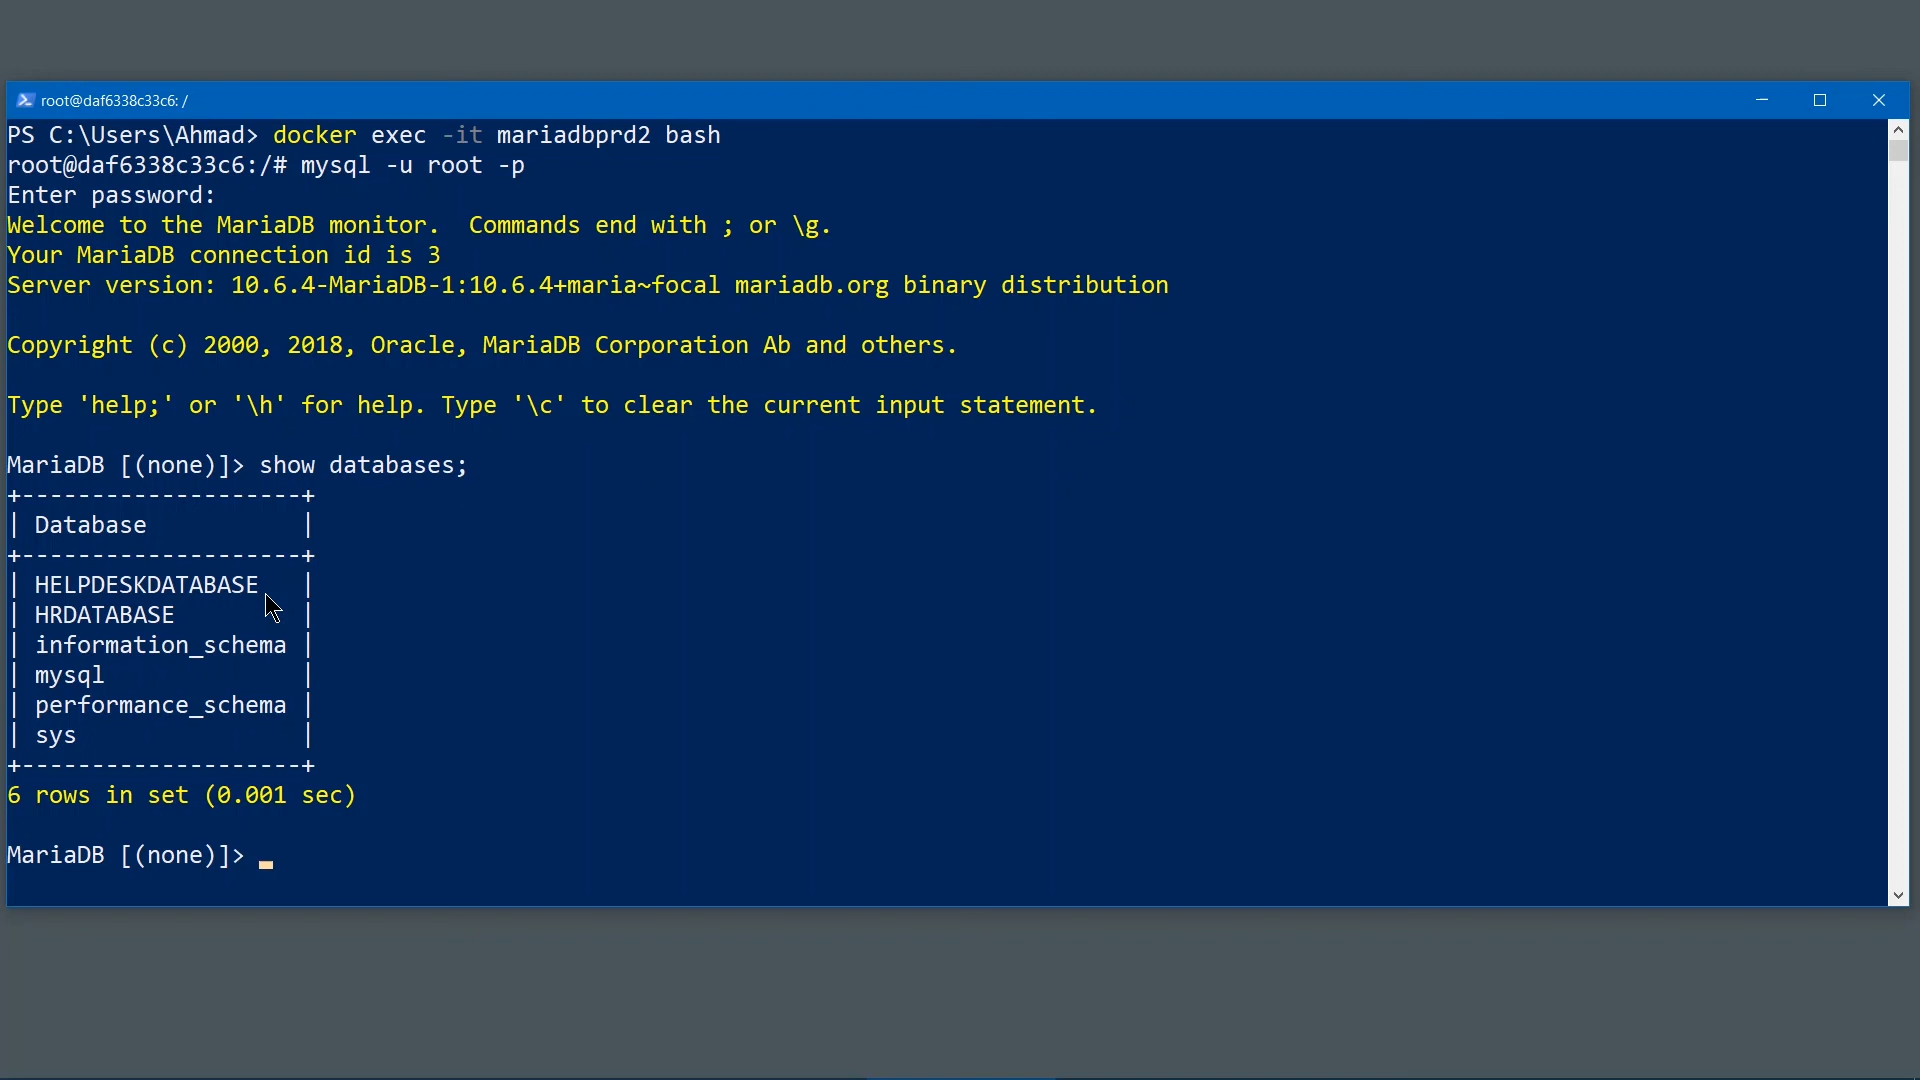 root@daf6338c33c6: /
PS C:\Users\Ahmad> docker exec -it mariadbprd2 bash
root@daf6338c33c6:/# mysql -u root -p
Enter password:
Welcome to the MariaDB monitor.  Commands end with ; or \g.
Your MariaDB connection id is 3
Server version: 10.6.4-MariaDB-1:10.6.4+maria~focal mariadb.org binary distribution
Copyright (c) 2000, 2018, Oracle, MariaDB Corporation Ab and others.
Type 'help;' or '\h' for help. Type '\c' to clear the current input statement.
MariaDB [(none)]> show databases;
+--------------------+
| Database           |
+--------------------+
| HELPDESKDATABASE   |
| HRDATABASE         |
| information_schema |
| mysql              |
| performance_schema |
| sys                |
+--------------------+
6 rows in set (0.001 sec)
MariaDB [(none)]>